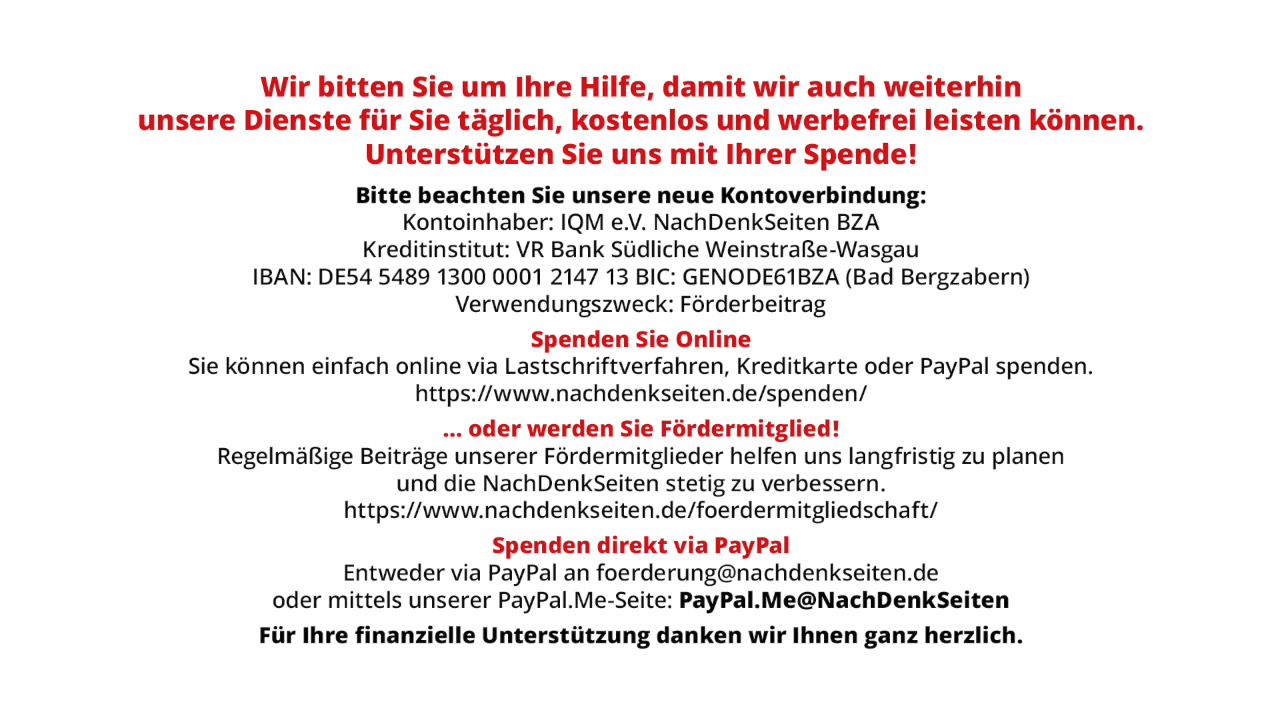 Wir bitten Sie um Ihre Hilfe, damit wir auch weiterhin
unsere Dienste für Sie täglich, kostenlos und werbefrei leisten können.
Unterstützen Sie uns mit Ihrer Spende!
Bitte beachten Sie unsere neue Kontoverbindung:
Kontoinhaber: IQM e.V. NachDenkSeiten BZA
Kreditinstitut: VR Bank Südliche Weinstraße-Wasgau
IBAN: DE54 5489 1300 0001 2147 13 BIC: GENODE61BZA (Bad Bergzabern)
Verwendungszweck: Förderbeitrag
Spenden Sie Online
Sie können einfach online via Lastschriftverfahren, Kreditkarte oder PayPal spenden.
https://www.nachdenkseiten.de/spenden/
... oder werden Sie Fördermitglied!
Regelmäßige Beiträge unserer Fördermitglieder helfen uns langfristig zu planen
und die NachDenkSeiten stetig zu verbessern.
https://www.nachdenkseiten.de/foerdermitgliedschaft/
Spenden direkt via PayPal
Entweder via PayPal an foerderung@nachdenkseiten.de
oder mittels unserer PayPal.Me-Seite: PayPal.Me@NachDenkSeiten
Für Ihre finanzielle Unterstützung danken wir Ihnen ganz herzlich.